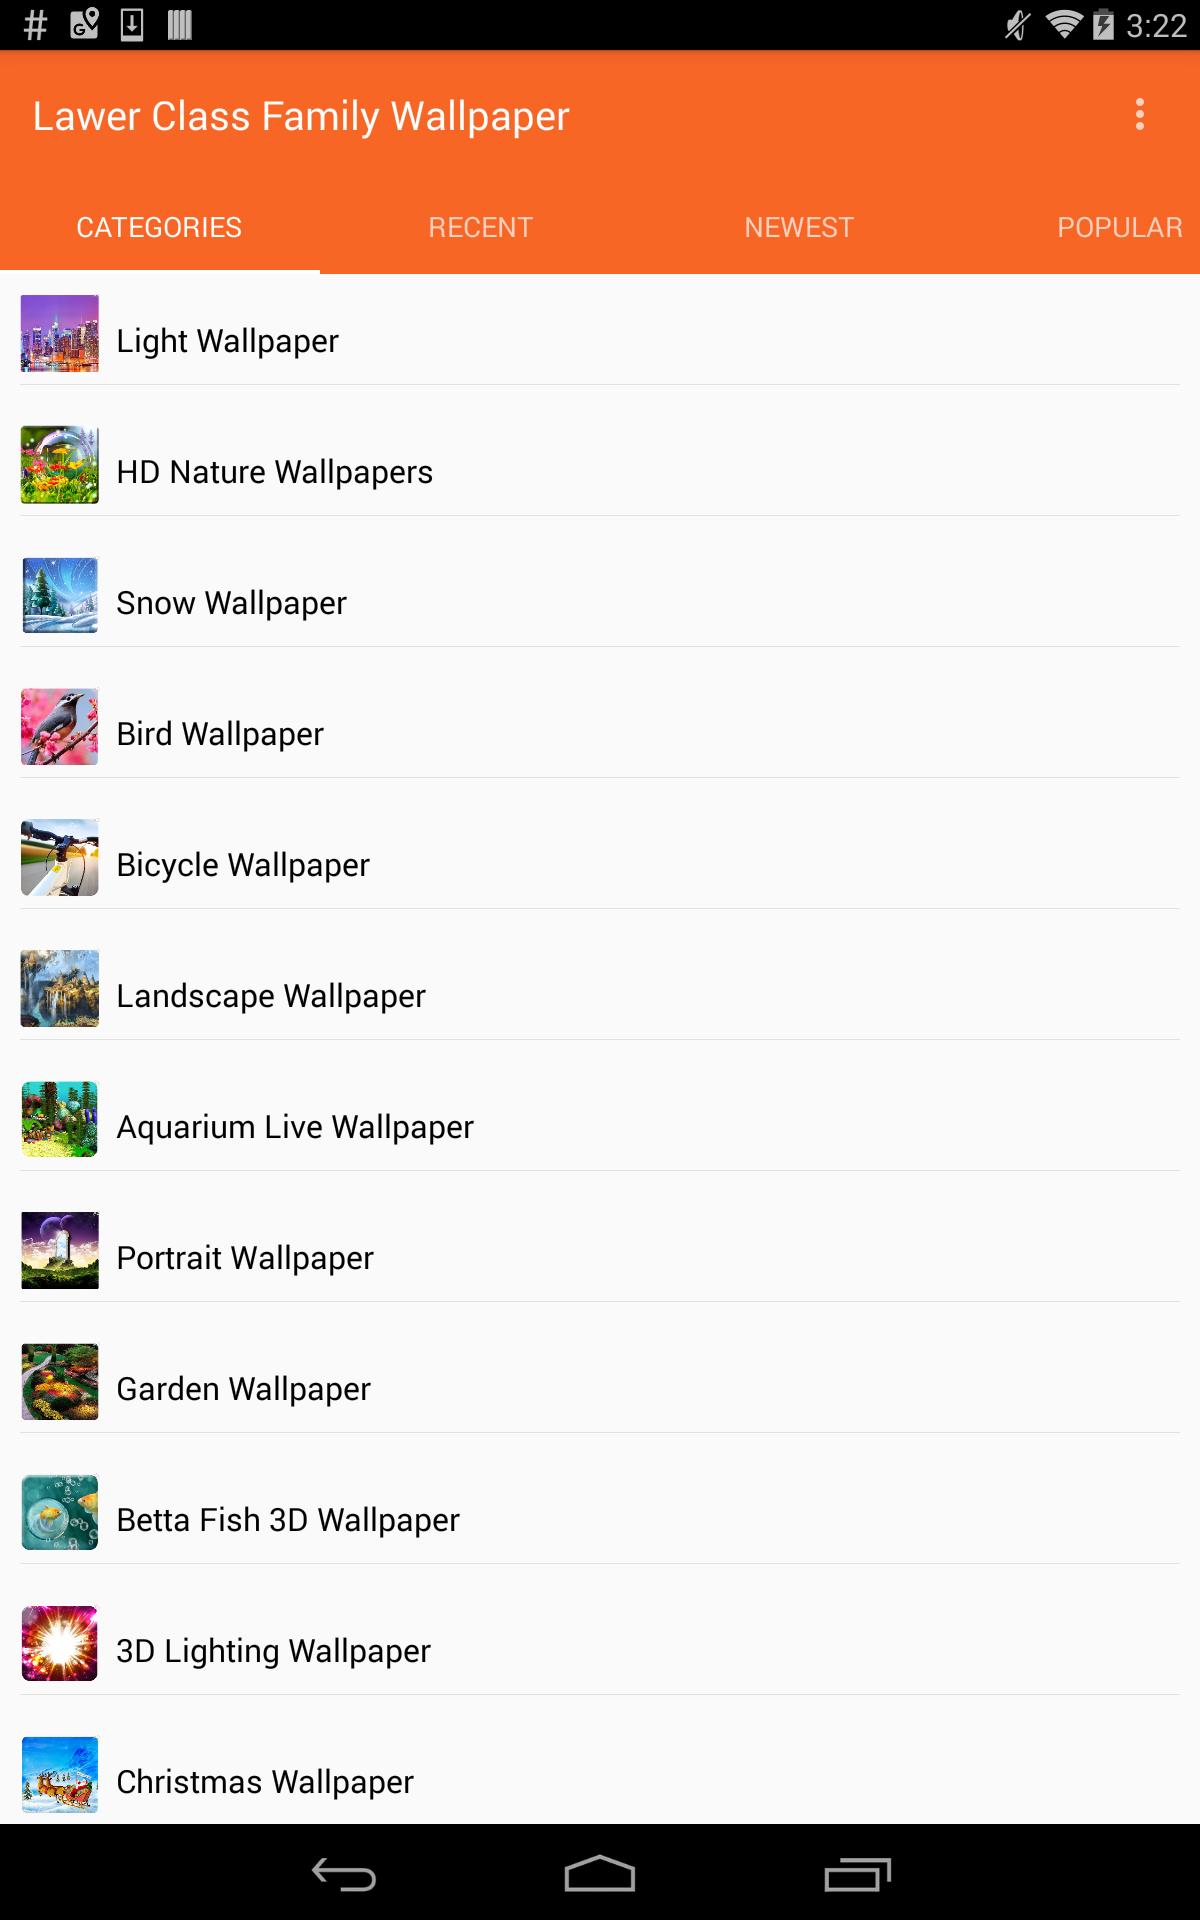 3:22
Lawer Class Family Wallpaper
CATEGORIES RECENT NEWEST POPULAR
Light Wallpaper
HD Nature Wallpapers
Snow Wallpaper
Bird Wallpaper
Bicycle Wallpaper
Landscape Wallpaper
Aquarium Live Wallpaper
Portrait Wallpaper
Garden Wallpaper
Betta Fish 3D Wallpaper
3D Lighting Wallpaper
Christmas Wallpaper